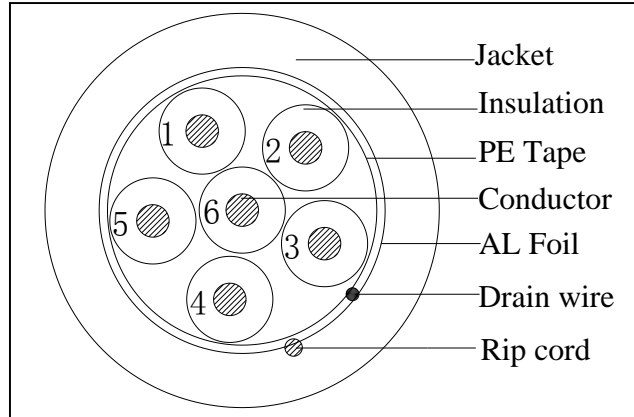 Jacket
Insulation
PE Tape
Conductor
AL Foil
Drain wire
Rip cord
1
2
5
6
3
4